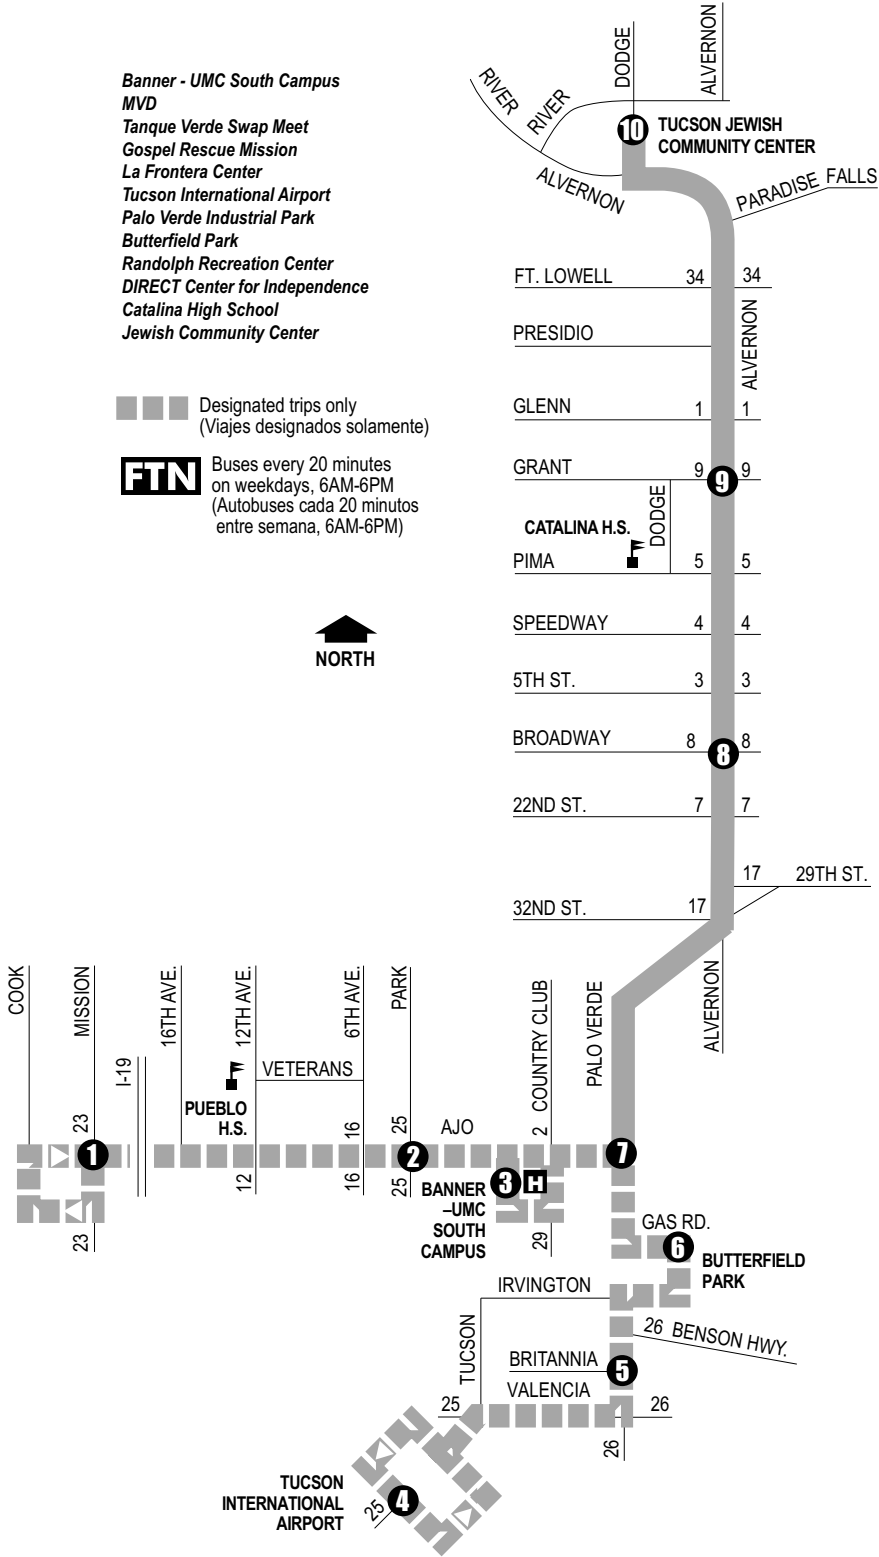 Banner - UMC South Campus
MVD
Tanque Verde Swap Meet
Gospel Rescue Mission
La Frontera Center
Tucson International Airport
Palo Verde Industrial Park
Butterfield Park
Randolph Recreation Center
DIRECT Center for Independence
Catalina High School
Jewish Community Center
Designated trips only
(Viajes designados solamente)
FTN
Buses every 20 minutes
on weekdays, 6AM-6PM
(Autobuses cada 20 minutos
entre semana, 6AM-6PM)
NORTH
DODGE
ALVERNON
RIVER
RIVER
10
TUCSON JEWISH
COMMUNITY CENTER
ALVERNON
PARADISE FALLS
FT. LOWELL 34 34
ALVERNON
PRESIDIO
GLENN 1 1
GRANT 9 9
9
DODGE
CATALINA H.S.
PIMA 5 5
SPEEDWAY 4 4
5TH ST. 3 3
BROADWAY 8 8
8
22ND ST. 7 7
17 29TH ST.
32ND ST. 17
COOK
MISSION
16TH AVE.
12TH AVE.
6TH AVE.
PARK
COUNTRY CLUB
PALO VERDE
ALVERNON
I-19
VETERANS
PUEBLO
H.S.
23
16
25
AJO
2
1
2
7
3
H
12
16
25
BANNER
–UMC
SOUTH
CAMPUS
23
29
GAS RD.
6
BUTTERFIELD
PARK
IRVINGTON
26 BENSON HWY.
TUCSON
BRITANNIA
5
VALENCIA
25
26
26
TUCSON
INTERNATIONAL
AIRPORT
4
25